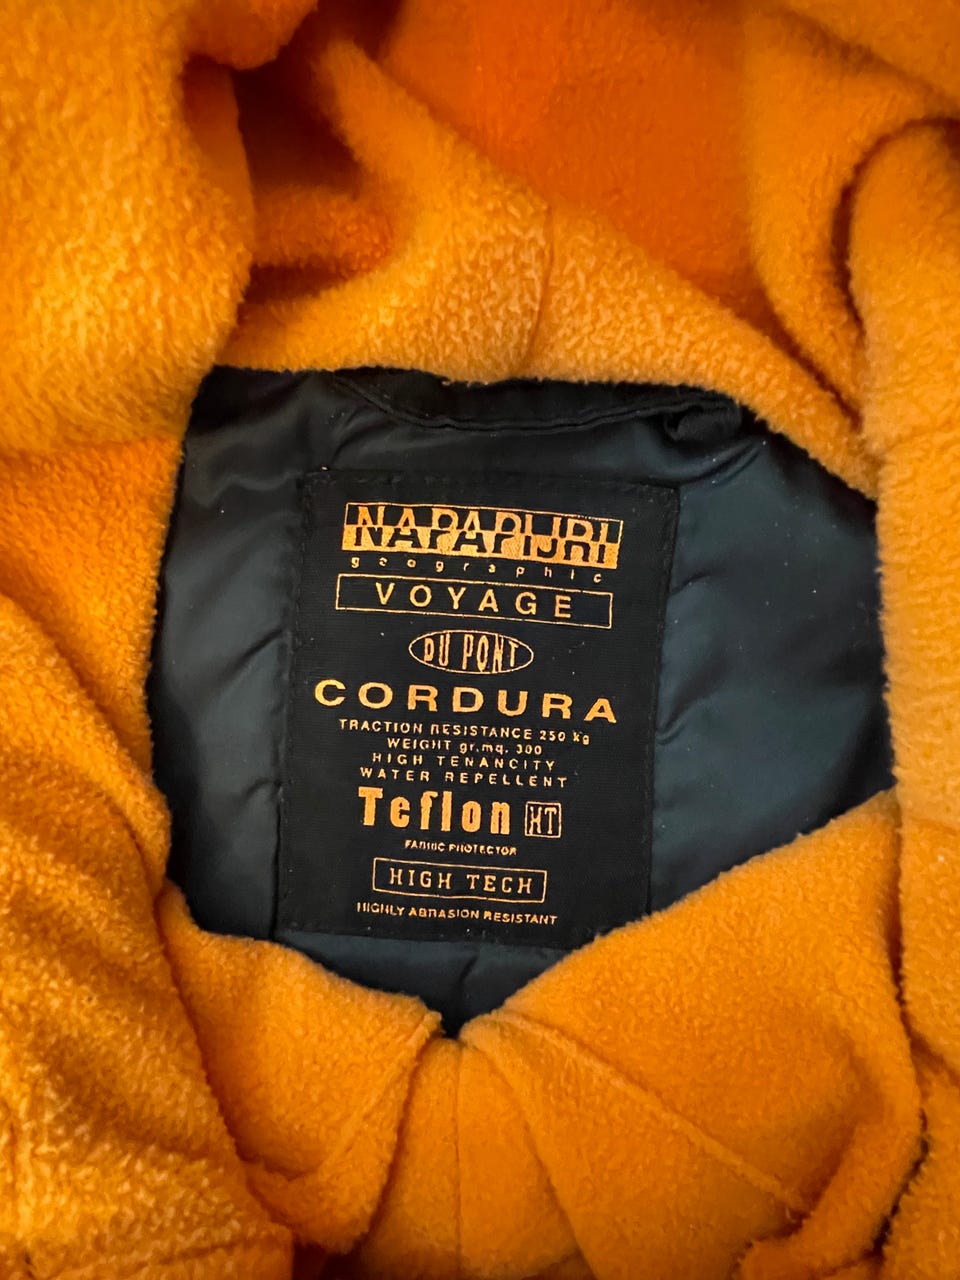 NAPAPIJRI
geographic
VOYAGE
DU PONT
CORDURA
TRACTION RESISTANCE 250 kg
WEIGHT gr.mq. 300
HIGH TENANCITY
WATER REPELLENT
Teflon HT
FABRIC PROTECTOR
HIGH TECH
HIGHLY ABRASION RESISTANT